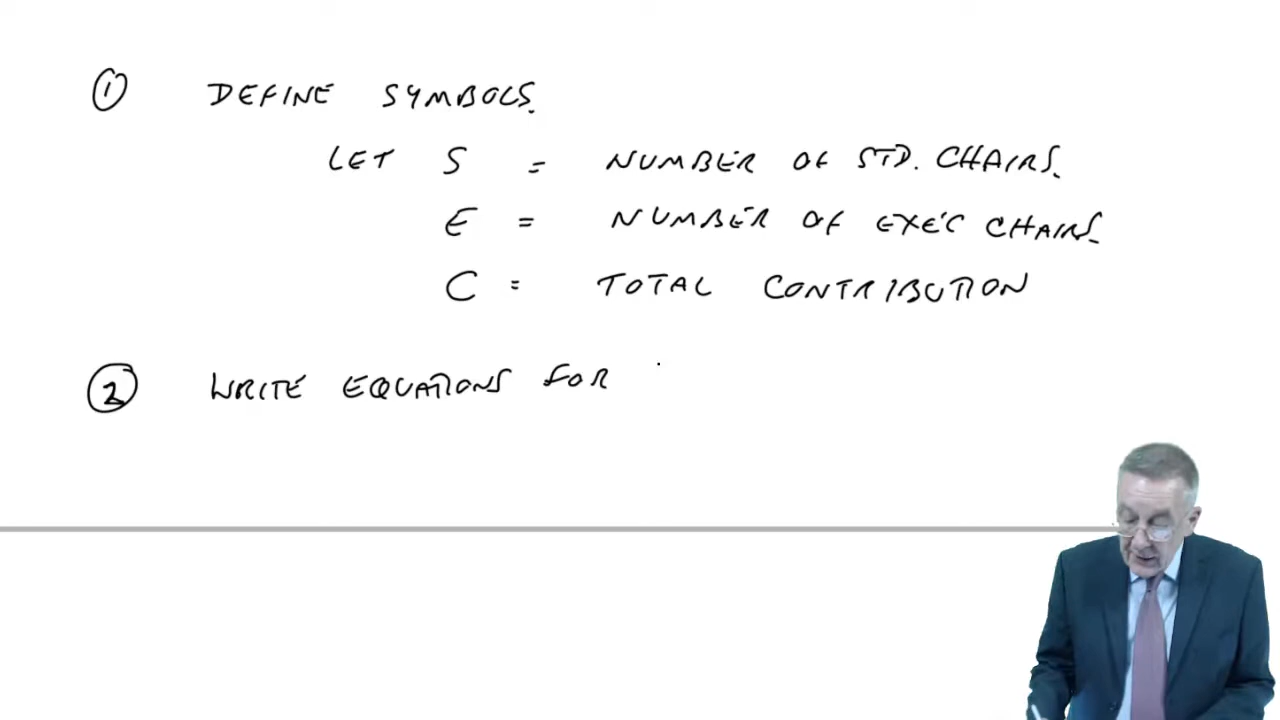 ① DEFINE SYMBOLS.
LET S = NUMBER OF STD. CHAIRS.
E = NUMBER OF EXEC CHAIRS.
C = TOTAL CONTRIBUTION
② WRITE EQUATIONS FOR